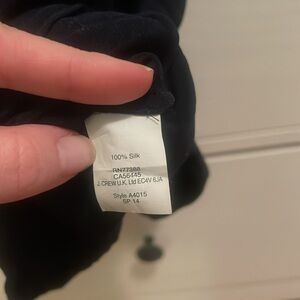 100% Silk
RN77388
CA56445
J.CREW U.K. Ltd EC4V 6JA
Style A4015
SP 14